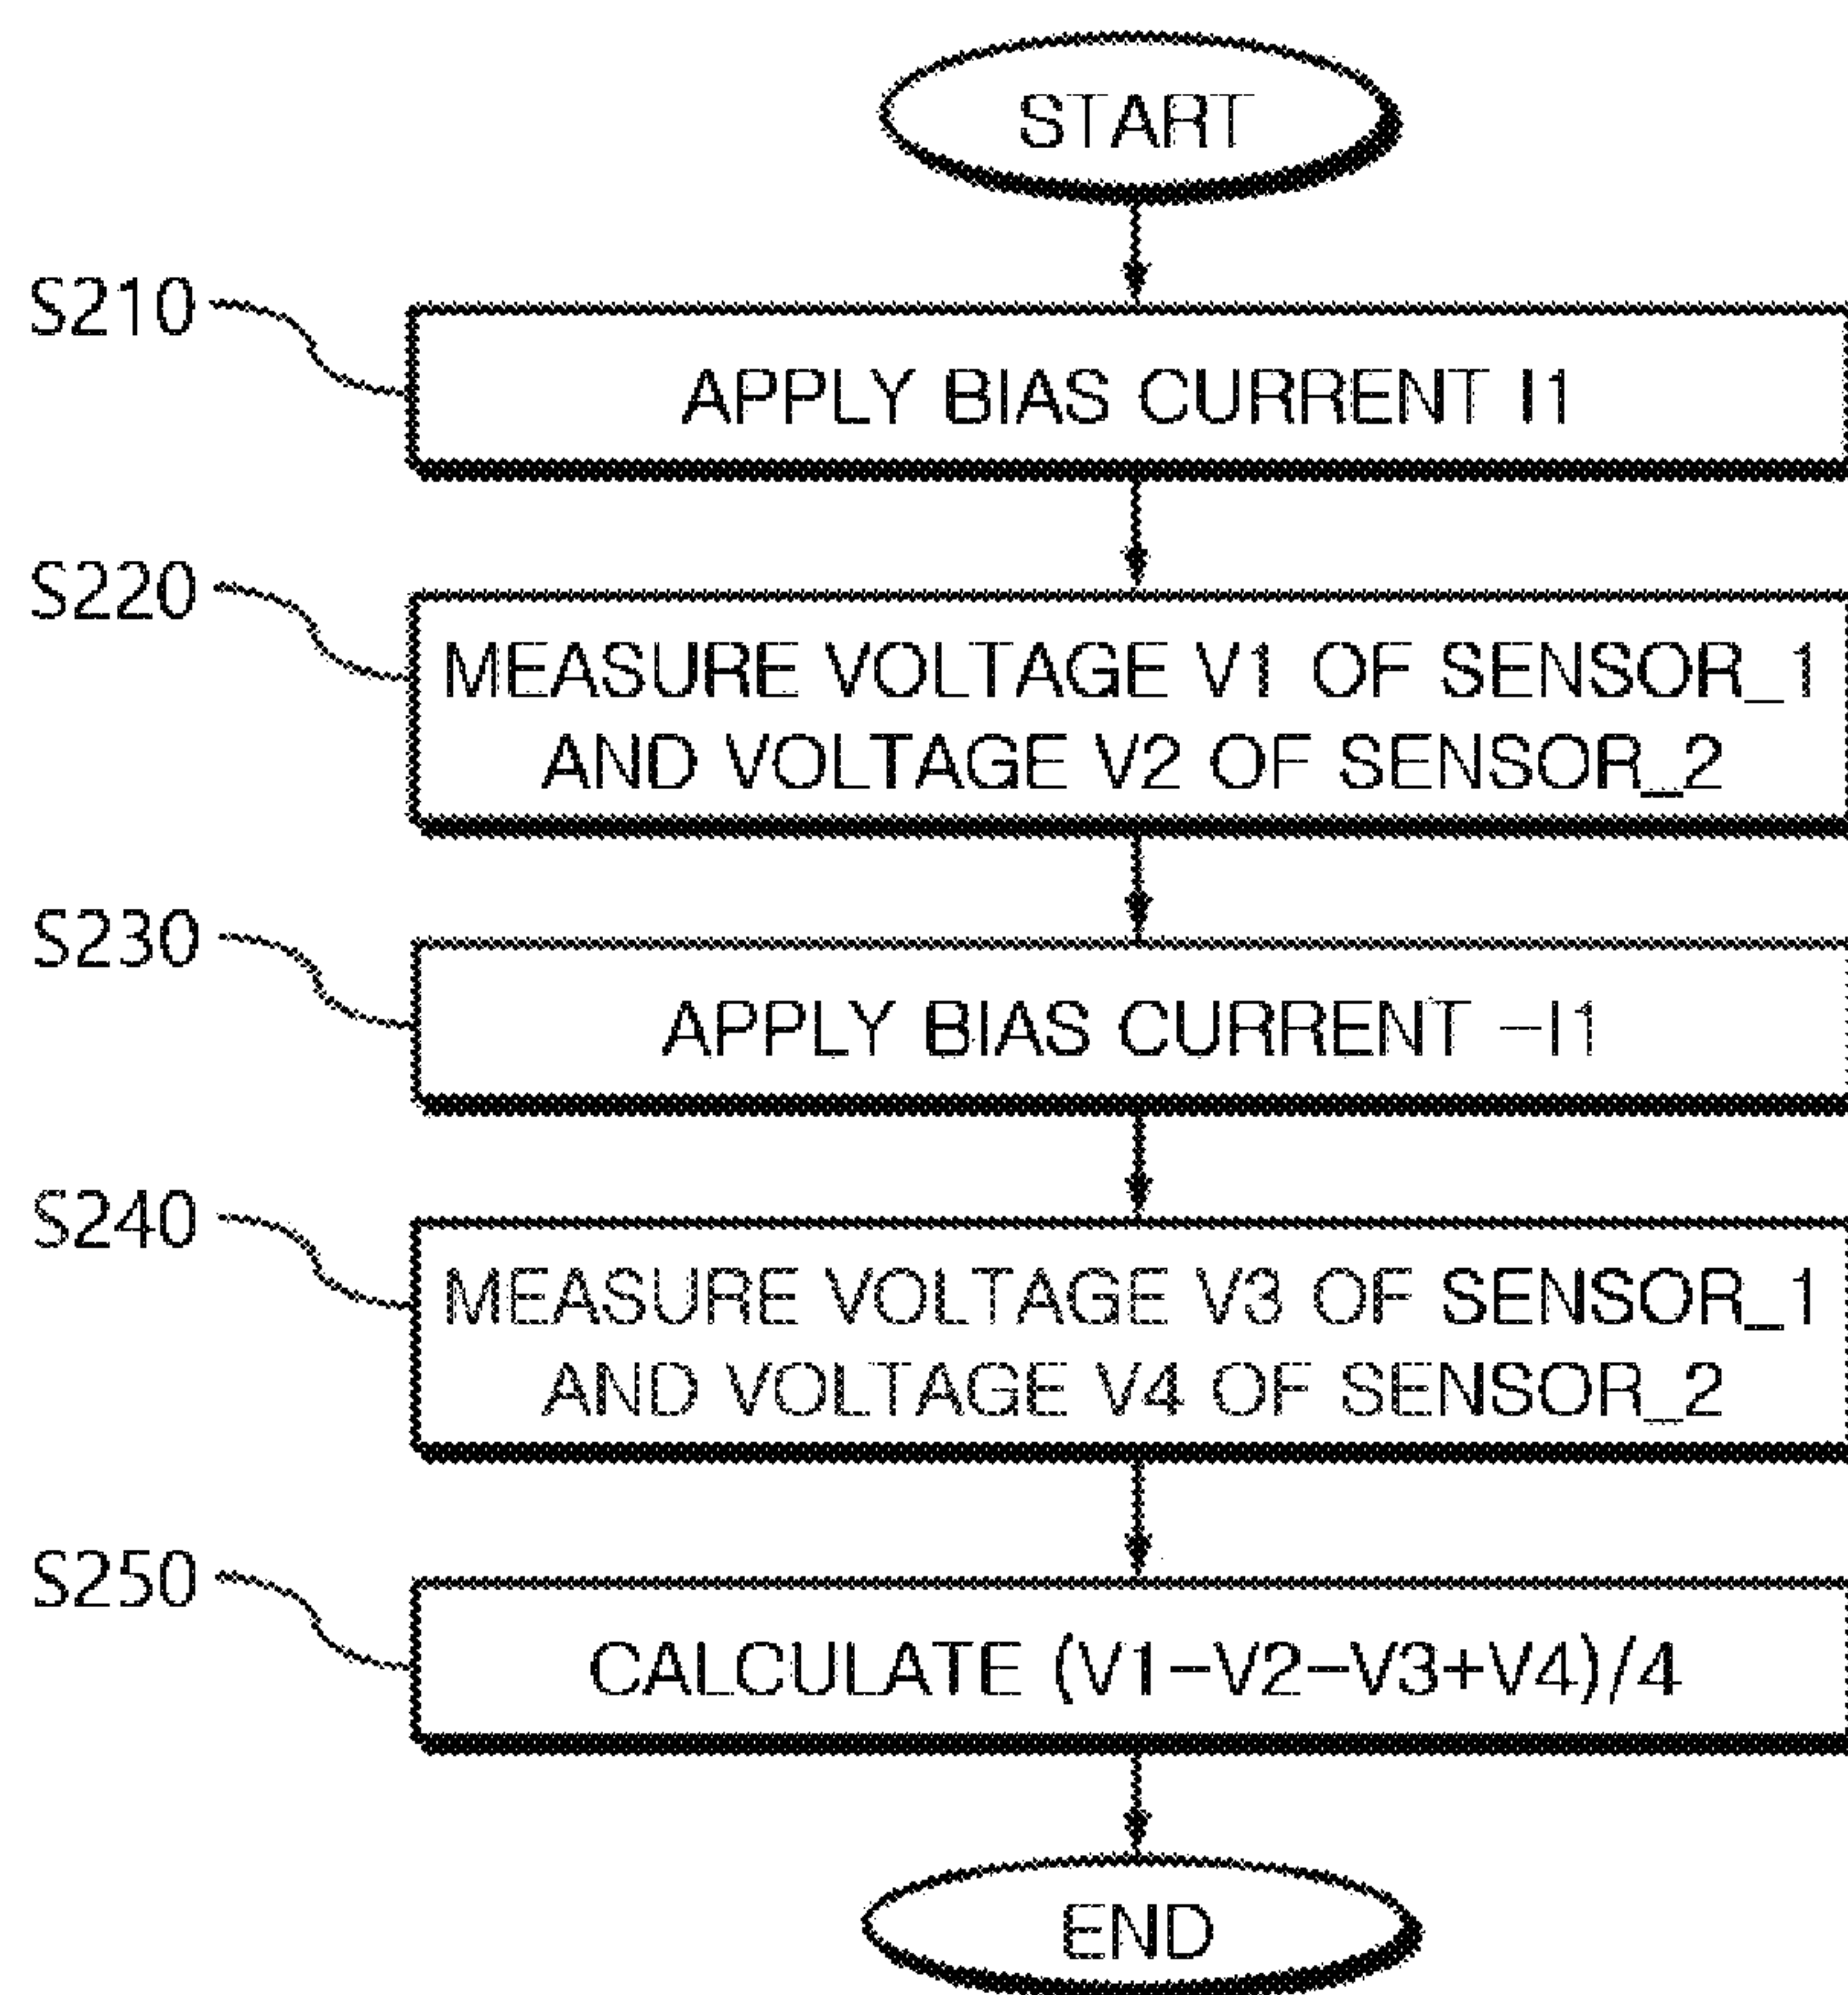 START
S210
APPLY BIAS CURRENT I1
S220
MEASURE VOLTAGE V1 OF SENSOR_1
AND VOLTAGE V2 OF SENSOR_2
S230
APPLY BIAS CURRENT -I1
S240
MEASURE VOLTAGE V3 OF SENSOR_1
AND VOLTAGE V4 OF SENSOR_2
S250
CALCULATE (V1-V2-V3+V4)/4
END